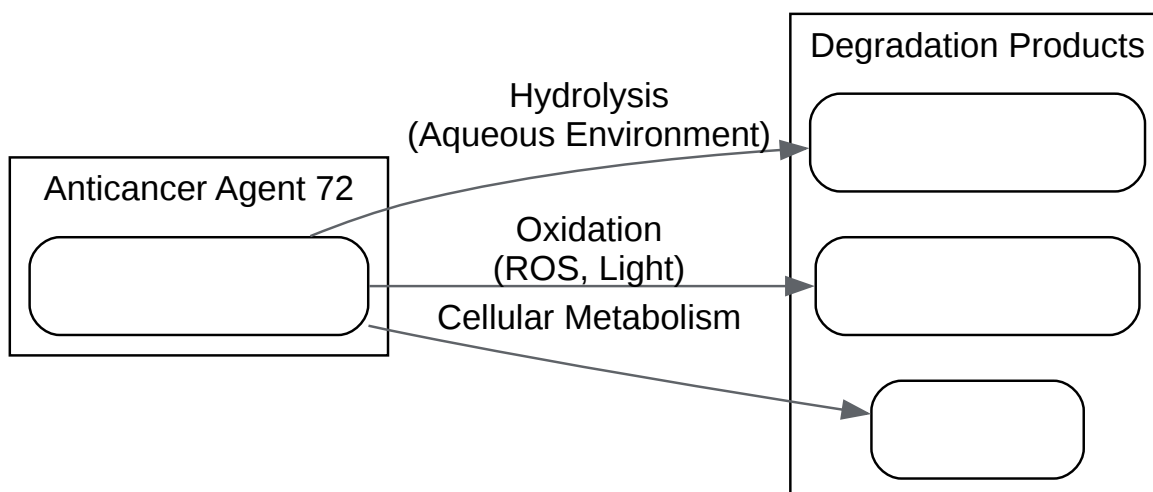 Degradation Products
Hydrolysis
(Aqueous Environment)
Anticancer Agent 72
Oxidation
(ROS, Light)
Cellular Metabolism